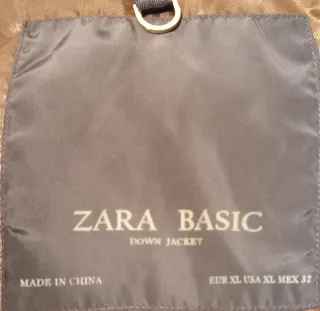 ZARA BASIC
DOWN JACKET
MADE IN CHINA
EUR XL USA XL MEX 32